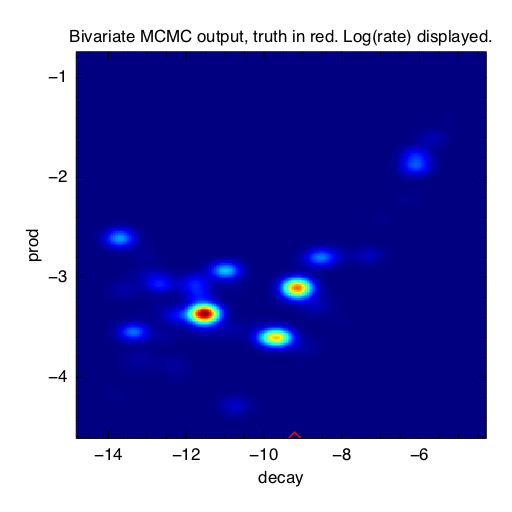 Bivariate MCMC output, truth in red. Log(rate) displayed.
−1
−2
prod
−3
−4
−14 −12 −10 −8 −6
decay